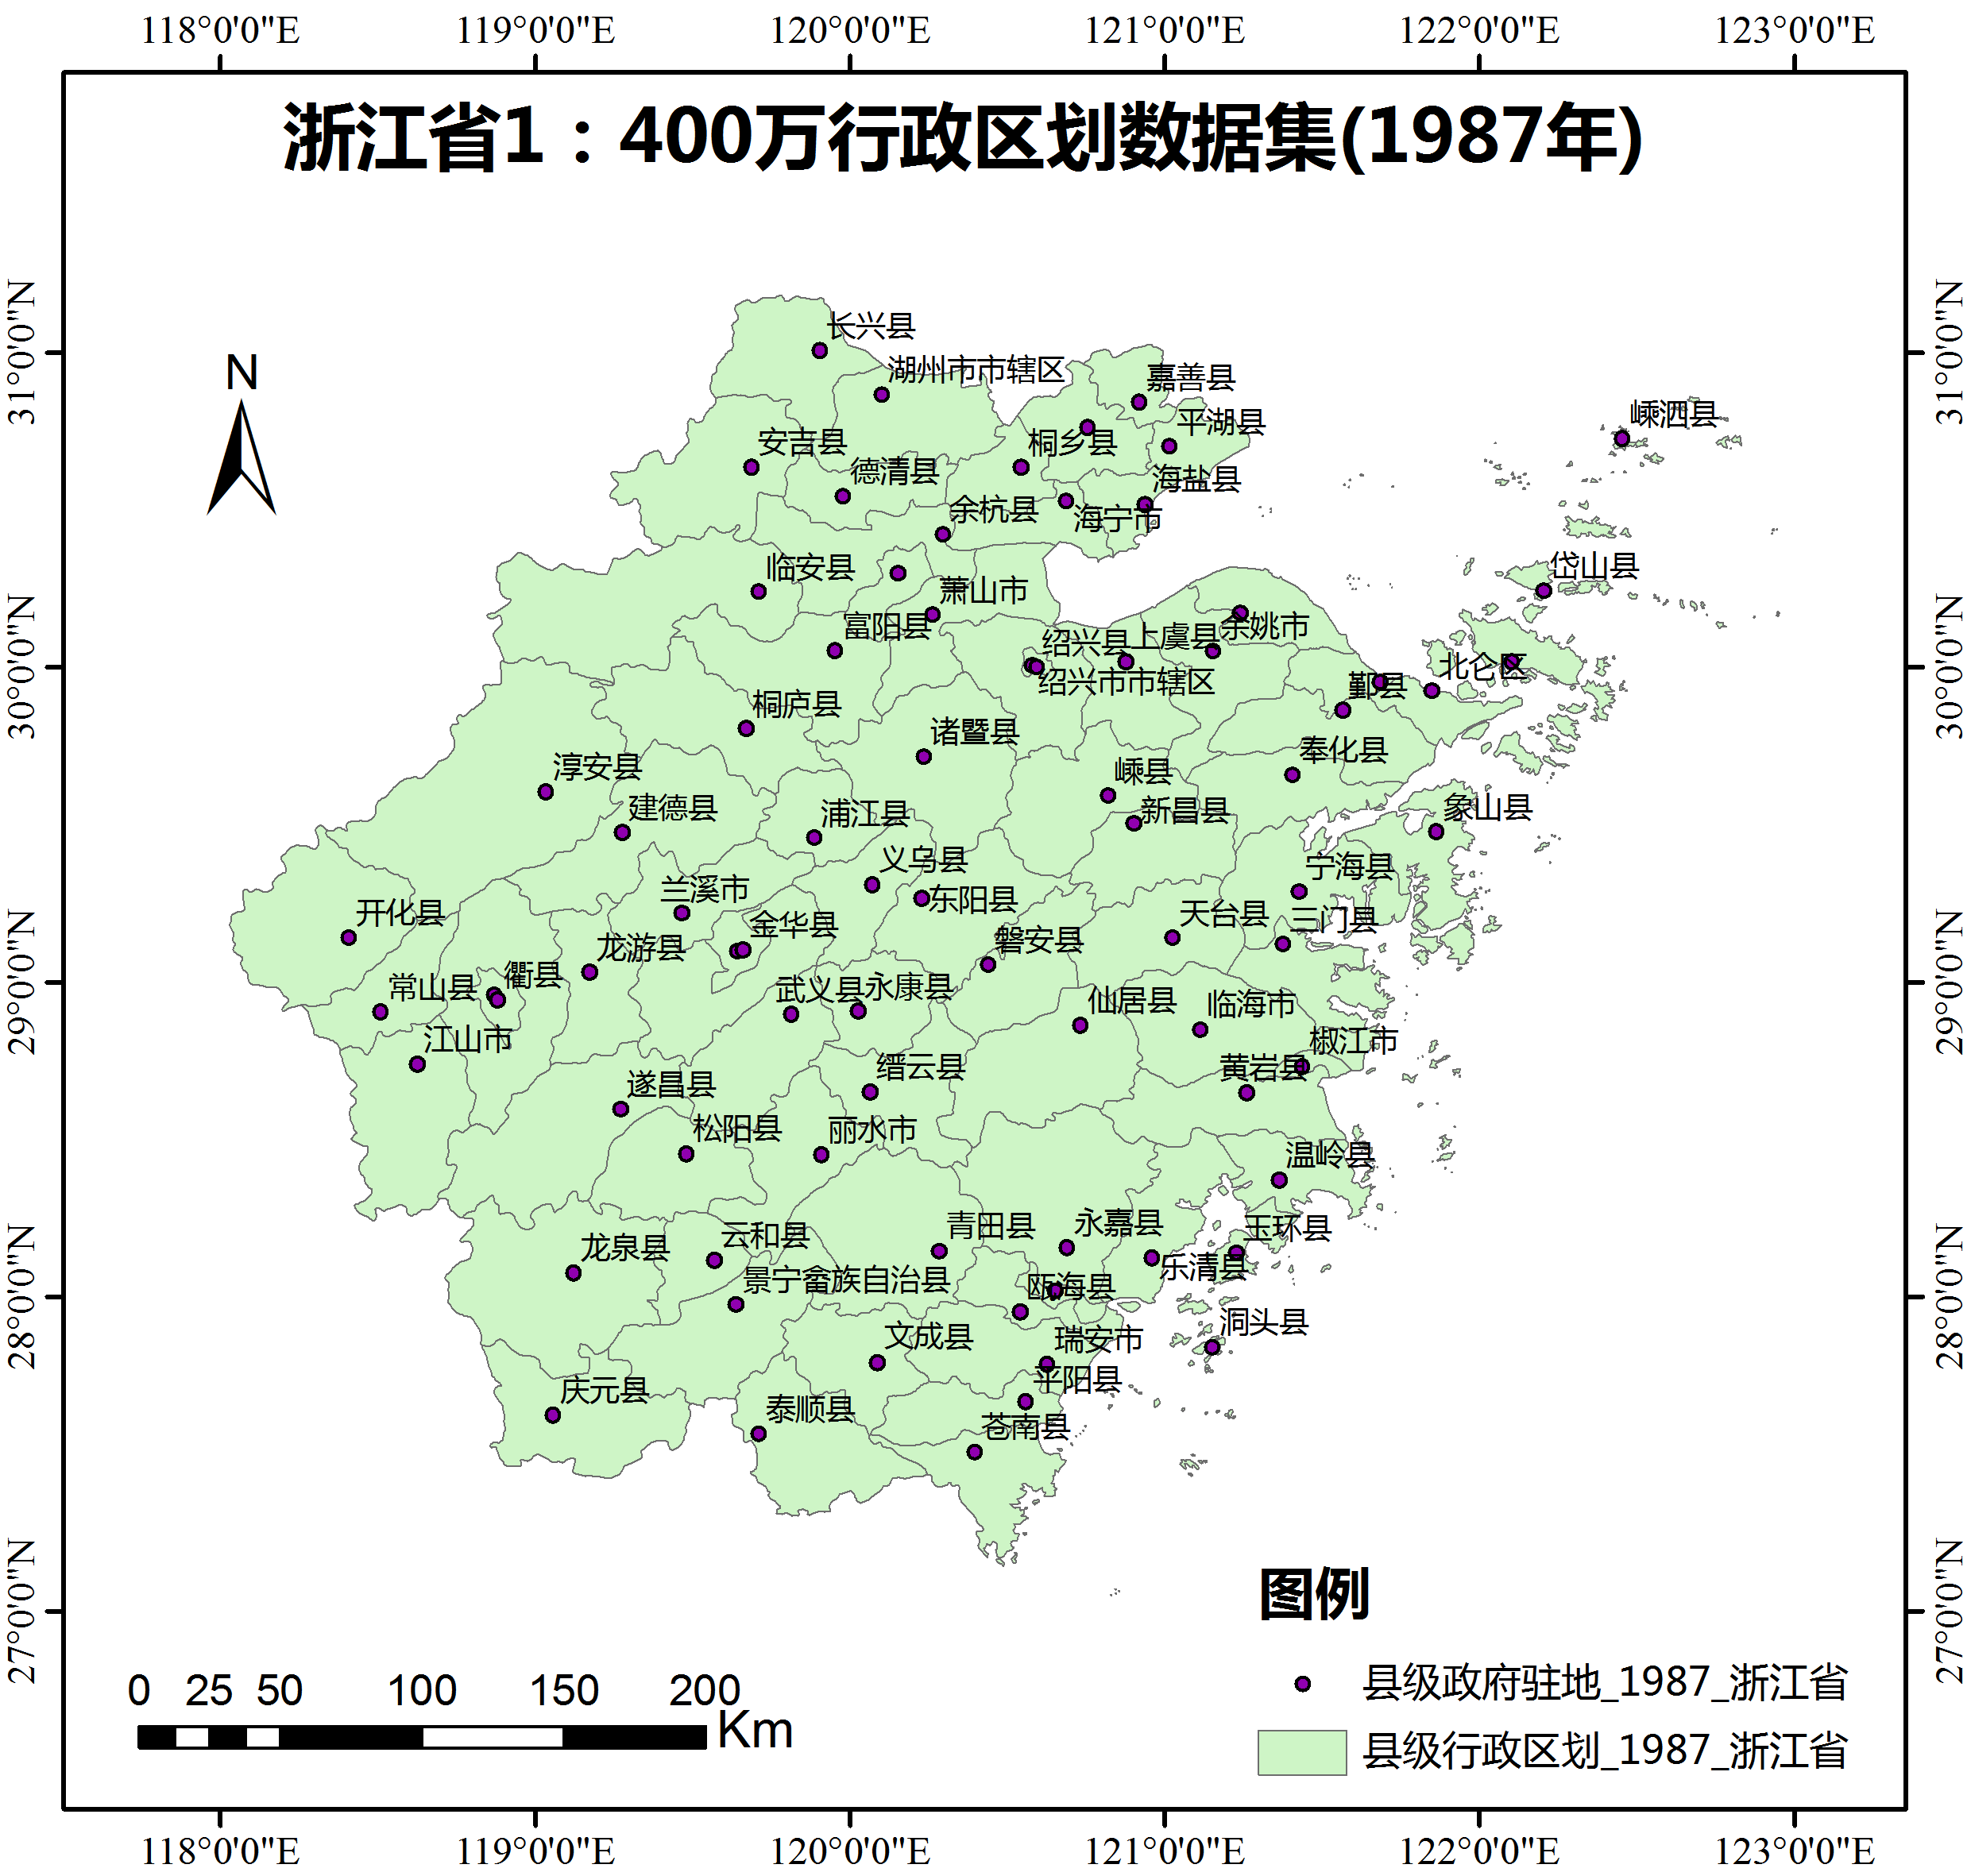 118°0'0"E 119°0'0"E 120°0'0"E 121°0'0"E 122°0'0"E 123°0'0"E
浙江省1：400万行政区划数据集(1987年)
31°0'0"N
30°0'0"N
29°0'0"N
28°0'0"N
27°0'0"N
31°0'0"N
30°0'0"N
29°0'0"N
28°0'0"N
27°0'0"N
N
长兴县
湖州市市辖区
嘉善县
嵊泗县
平湖县
安吉县
桐乡县
德清县
海盐县
余杭县
海宁市
临安县
岱山县
萧山市
富阳县
余姚市
绍兴县
上虞县
北仑区
绍兴市市辖区
鄞县
桐庐县
诸暨县
奉化县
淳安县
嵊县
建德县
浦江县
新昌县
象山县
义乌县
宁海县
兰溪市
东阳县
开化县
天台县
金华县
三门县
龙游县
磐安县
衢县
常山县
武义县
永康县
仙居县
临海市
江山市
椒江市
缙云县
黄岩县
遂昌县
松阳县
丽水市
温岭县
青田县
永嘉县
玉环县
云和县
龙泉县
乐清县
景宁畲族自治县
瓯海县
洞头县
文成县
瑞安市
平阳县
庆元县
泰顺县
苍南县
图例
县级政府驻地_1987_浙江省
县级行政区划_1987_浙江省
0 25 50 100 150 200
Km
118°0'0"E 119°0'0"E 120°0'0"E 121°0'0"E 122°0'0"E 123°0'0"E